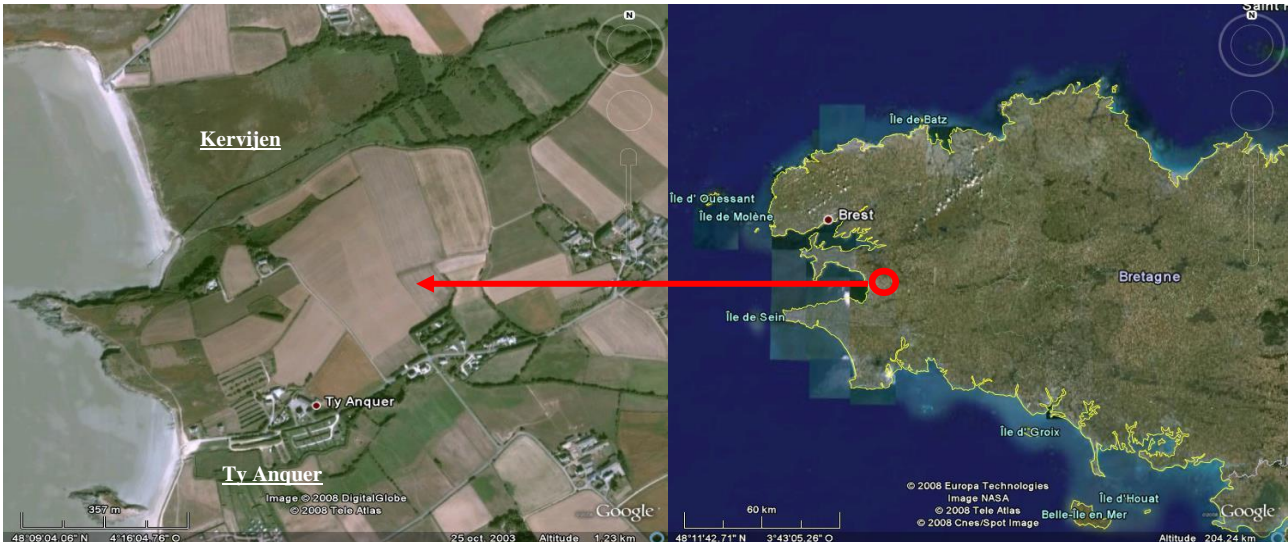 N
Kervijen
Ty Anquer
Ty Anquer
Image © 2008 DigitalGlobe
© 2008 Tele Atlas
Google
357 m
48°09'04.06" N 4°16'04.76" O 25 oct. 2003 Altitude 1.23 km
N
Île de Batz
Île d' Ouessant
Île de Molène
Brest
Bretagne
Île de Sein
Île d' Groix
Île d'Houat
Belle-Ile en Mer
© 2008 Europa Technologies
Image NASA
© 2008 Tele Atlas
© 2008 Cnes/Spot Image
Google
60 km
48°11'42.71" N 3°43'05.26" O Altitude 204.24 km